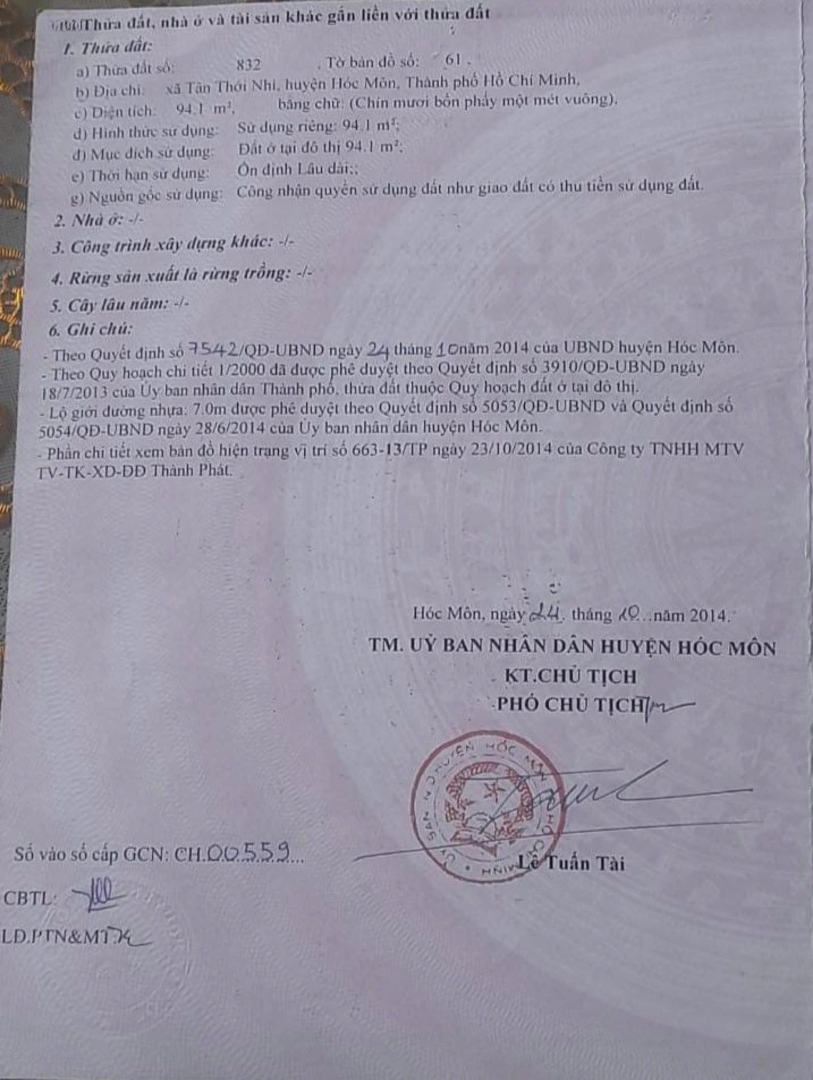 Thửa đất, nhà ở và tài sản khác gắn liền với thửa đất
1. Thửa đất:
a) Thửa đất số: 832 . Tờ bản đồ số: 61 .
b) Địa chỉ: xã Tân Thới Nhì, huyện Hóc Môn, Thành phố Hồ Chí Minh,
c) Diện tích: 94.1 m², bằng chữ: (Chín mươi bốn phẩy một mét vuông),
d) Hình thức sử dụng: Sử dụng riêng: 94.1 m²;
đ) Mục đích sử dụng: Đất ở tại đô thị 94.1 m²;
e) Thời hạn sử dụng: Ổn định Lâu dài;;
g) Nguồn gốc sử dụng: Công nhận quyền sử dụng đất như giao đất có thu tiền sử dụng đất.
2. Nhà ở: -/-
3. Công trình xây dựng khác: -/-
4. Rừng sản xuất là rừng trồng: -/-
5. Cây lâu năm: -/-
6. Ghi chú:
- Theo Quyết định số 7542/QĐ-UBND ngày 24 tháng 10 năm 2014 của UBND huyện Hóc Môn.
- Theo Quy hoạch chi tiết 1/2000 đã được phê duyệt theo Quyết định số 3910/QĐ-UBND ngày
18/7/2013 của Ủy ban nhân dân Thành phố, thửa đất thuộc Quy hoạch đất ở tại đô thị.
- Lộ giới đường nhựa: 7.0m được phê duyệt theo Quyết định số 5053/QĐ-UBND và Quyết định số
5054/QĐ-UBND ngày 28/6/2014 của Ủy ban nhân dân huyện Hóc Môn.
- Phần chi tiết xem bản đồ hiện trạng vị trí số 663-13/TP ngày 23/10/2014 của Công ty TNHH MTV
TV-TK-XD-ĐĐ Thành Phát.
Hóc Môn, ngày 24. tháng 10...năm 2014.
TM. UỶ BAN NHÂN DÂN HUYỆN HÓC MÔN
KT.CHỦ TỊCH
PHÓ CHỦ TỊCH
ỦY BAN N D HUYỆN HÓC MÔN
HỒ CHÍ MINH
Lê Tuấn Tài
Số vào sổ cấp GCN: CH.00559...
CBTL:
LĐ.PTN&MT